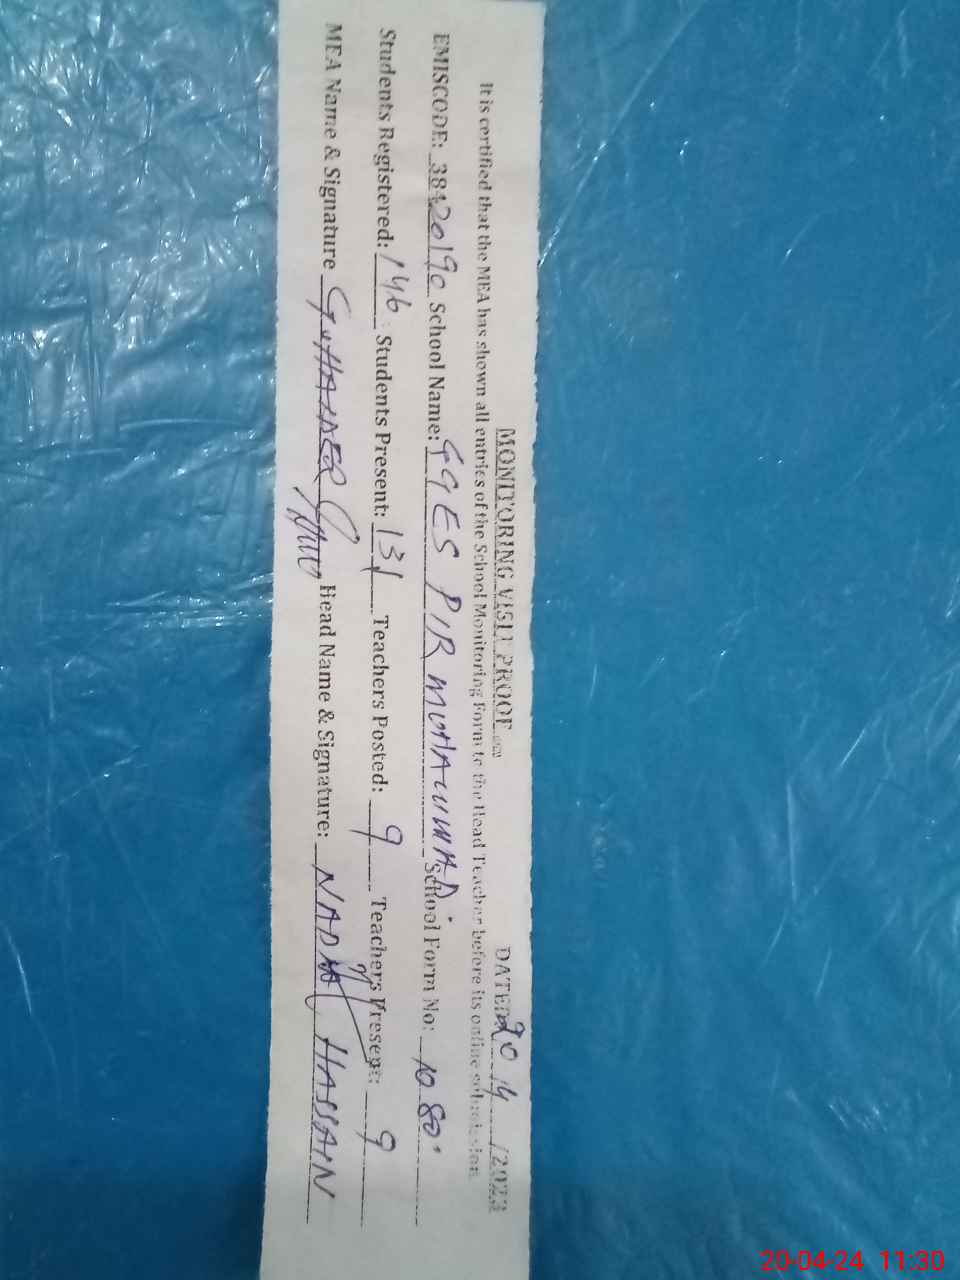 MONITORING VISIT PROOF DATED 20/4/2023
It is certified that the MEA has shown all entries of the School Monitoring Form to the Head Teacher before its online submission.
EMISCODE: 38420190 School Name: GGES PIR MUHAMMAD School Form No: 1080
Students Registered: 146 Students Present: 131 Teachers Posted: 9 Teachers Present: 9
MEA Name & Signature G. HAIDER Head Name & Signature: NADIA HASSAIN
20-04-24 11:30